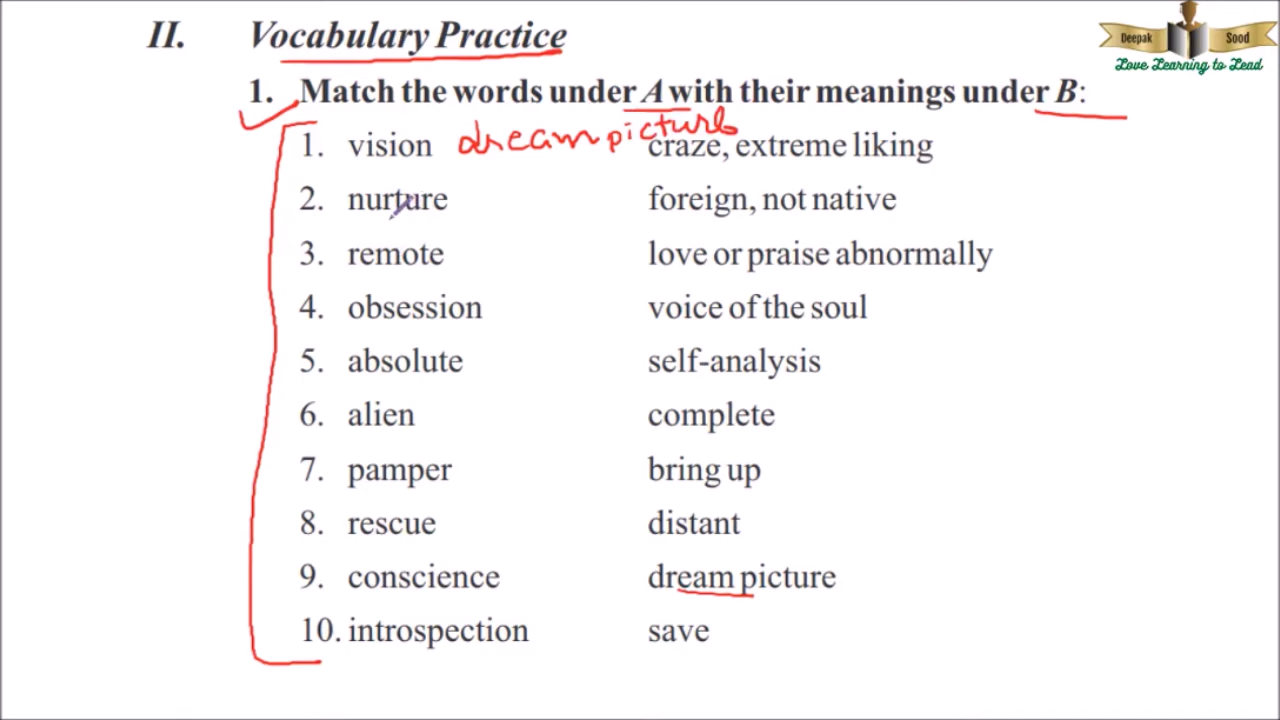 II. Vocabulary Practice
Deepak Sood
Love Learning to Lead
1. Match the words under A with their meanings under B:
dream picture
1. vision craze, extreme liking
2. nurture foreign, not native
3. remote love or praise abnormally
4. obsession voice of the soul
5. absolute self-analysis
6. alien complete
7. pamper bring up
8. rescue distant
9. conscience dream picture
10. introspection save